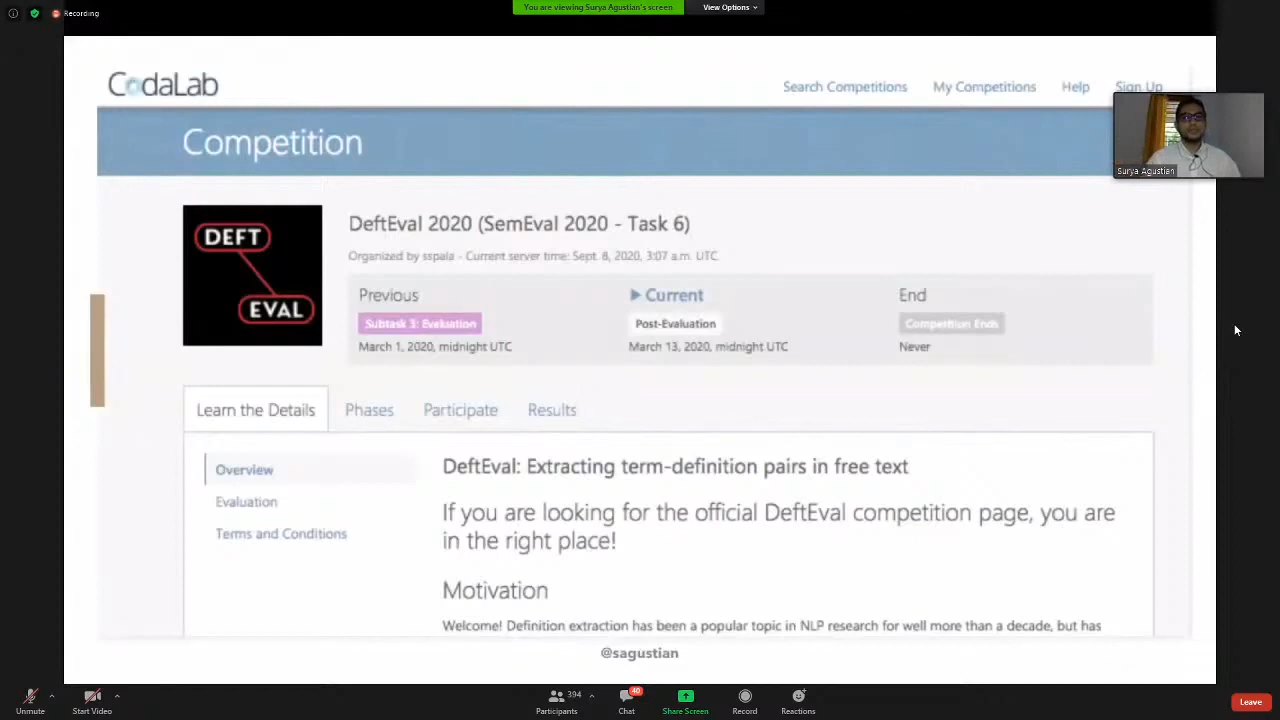 Recording
You are viewing Surya Agustian's screen
View Options
CodaLab
Search Competitions
My Competitions
Help
Sign Up
Competition
Surya Agustian
DEFT
EVAL
DeftEval 2020 (SemEval 2020 - Task 6)
Organized by sspala - Current server time: Sept. 8, 2020, 3:07 a.m. UTC
Previous
Current
End
Subtask 3: Evaluation
Post-Evaluation
Competition Ends
March 1, 2020, midnight UTC
March 13, 2020, midnight UTC
Never
Learn the Details
Phases
Participate
Results
Overview
Evaluation
Terms and Conditions
DeftEval: Extracting term-definition pairs in free text
If you are looking for the official DeftEval competition page, you are
in the right place!
Motivation
Welcome! Definition extraction has been a popular topic in NLP research for well more than a decade, but has
@sagustian
Unmute
Start Video
394
Participants
40
Chat
Share Screen
Record
Reactions
Leave